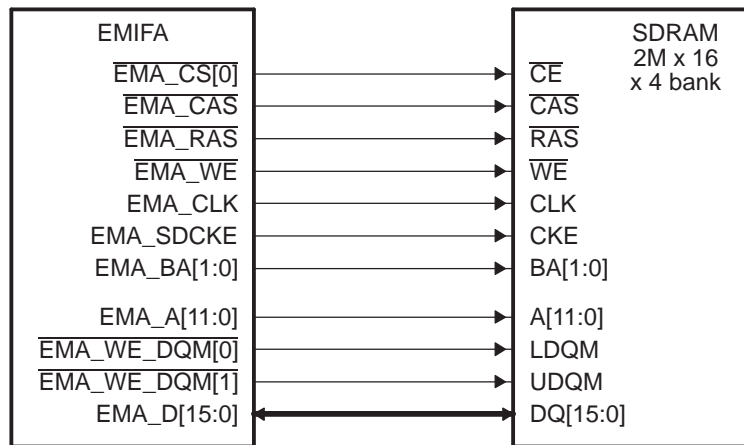 EMIFA
EMA_CS[0]
EMA_CAS
EMA_RAS
EMA_WE
EMA_CLK
EMA_SDCKE
EMA_BA[1:0]
EMA_A[11:0]
EMA_WE_DQM[0]
EMA_WE_DQM[1]
EMA_D[15:0]
SDRAM
2M x 16
x 4 bank
CE
CAS
RAS
WE
CLK
CKE
BA[1:0]
A[11:0]
LDQM
UDQM
DQ[15:0]